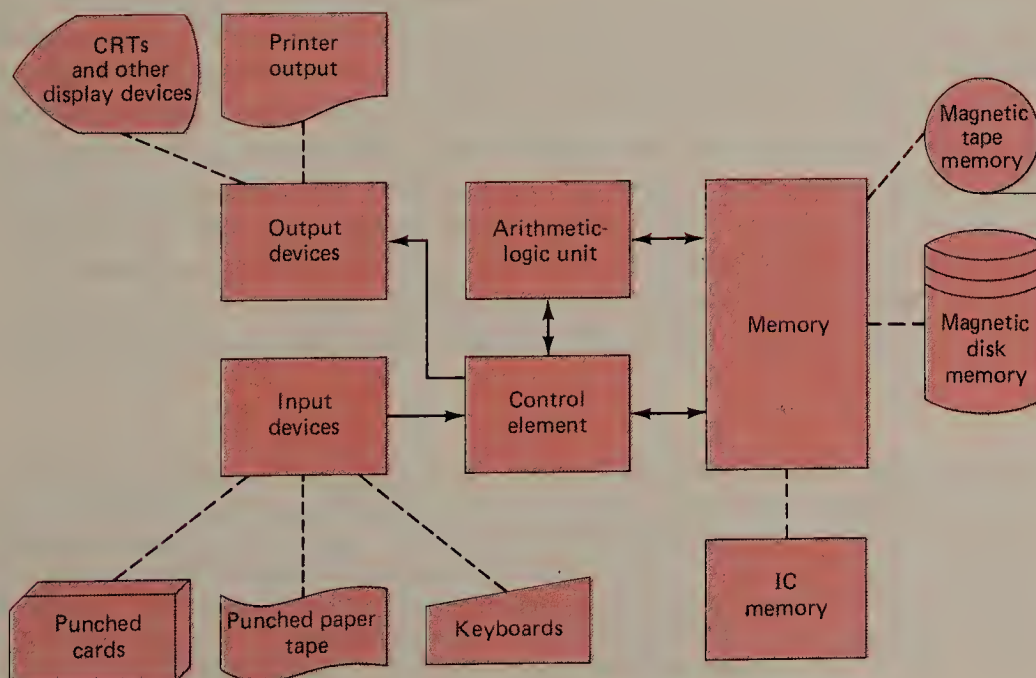 CRTs
and other
display devices
Printer
output
Magnetic
tape
memory
Output
devices
Arithmetic-
logic unit
Memory
Magnetic
disk
memory
Input
devices
Control
element
Punched
cards
Punched paper
tape
Keyboards
IC
memory